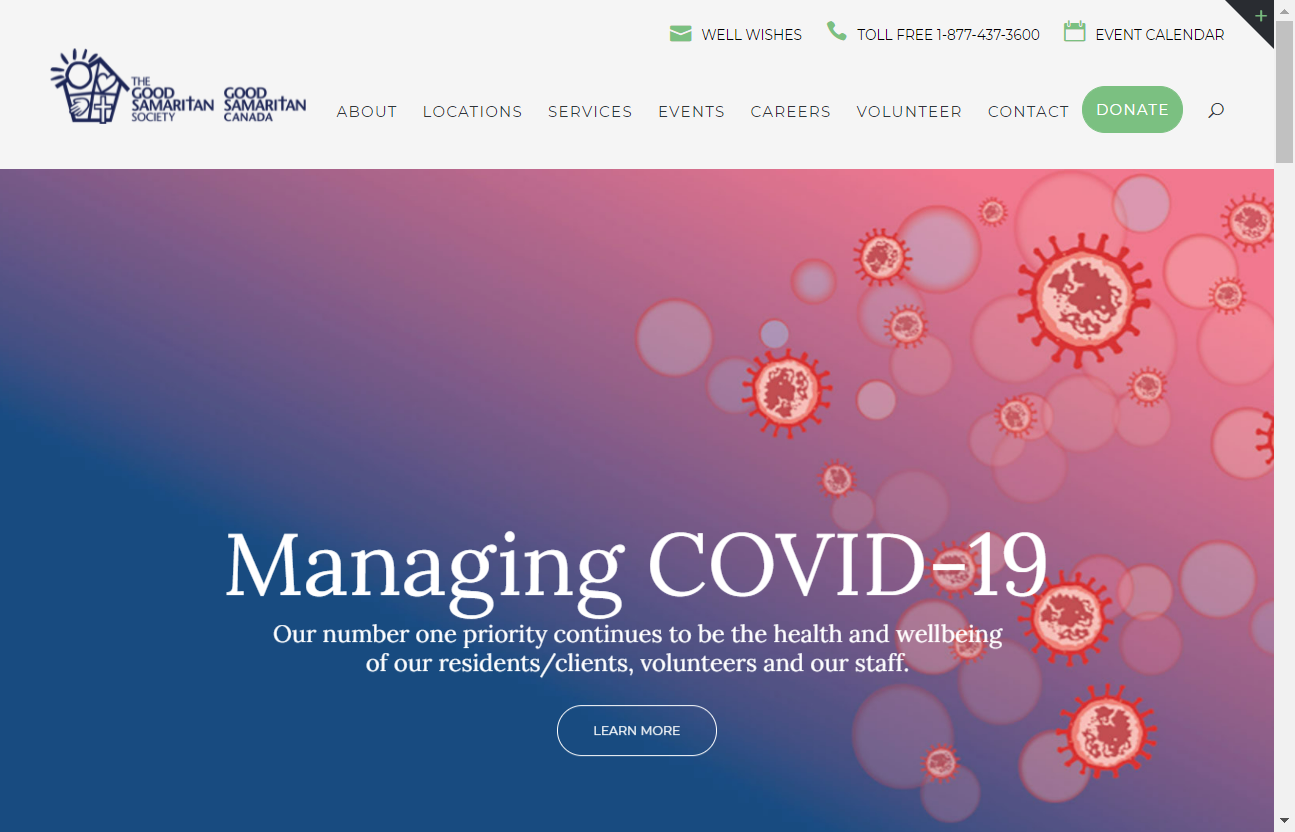 WELL WISHES
TOLL FREE 1-877-437-3600
EVENT CALENDAR
THE
GOOD
SAMARITAN
SOCIETY
GOOD
SAMARITAN
CANADA
ABOUT
LOCATIONS
SERVICES
EVENTS
CAREERS
VOLUNTEER
CONTACT
DONATE
Managing COVID-19
Our number one priority continues to be the health and wellbeing
of our residents/clients, volunteers and our staff.
LEARN MORE